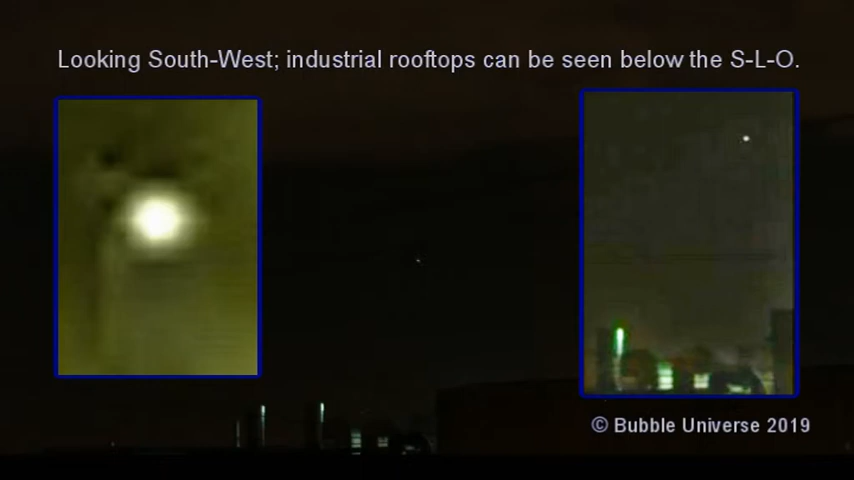 Looking South-West; industrial rooftops can be seen below the S-L-O.
© Bubble Universe 2019